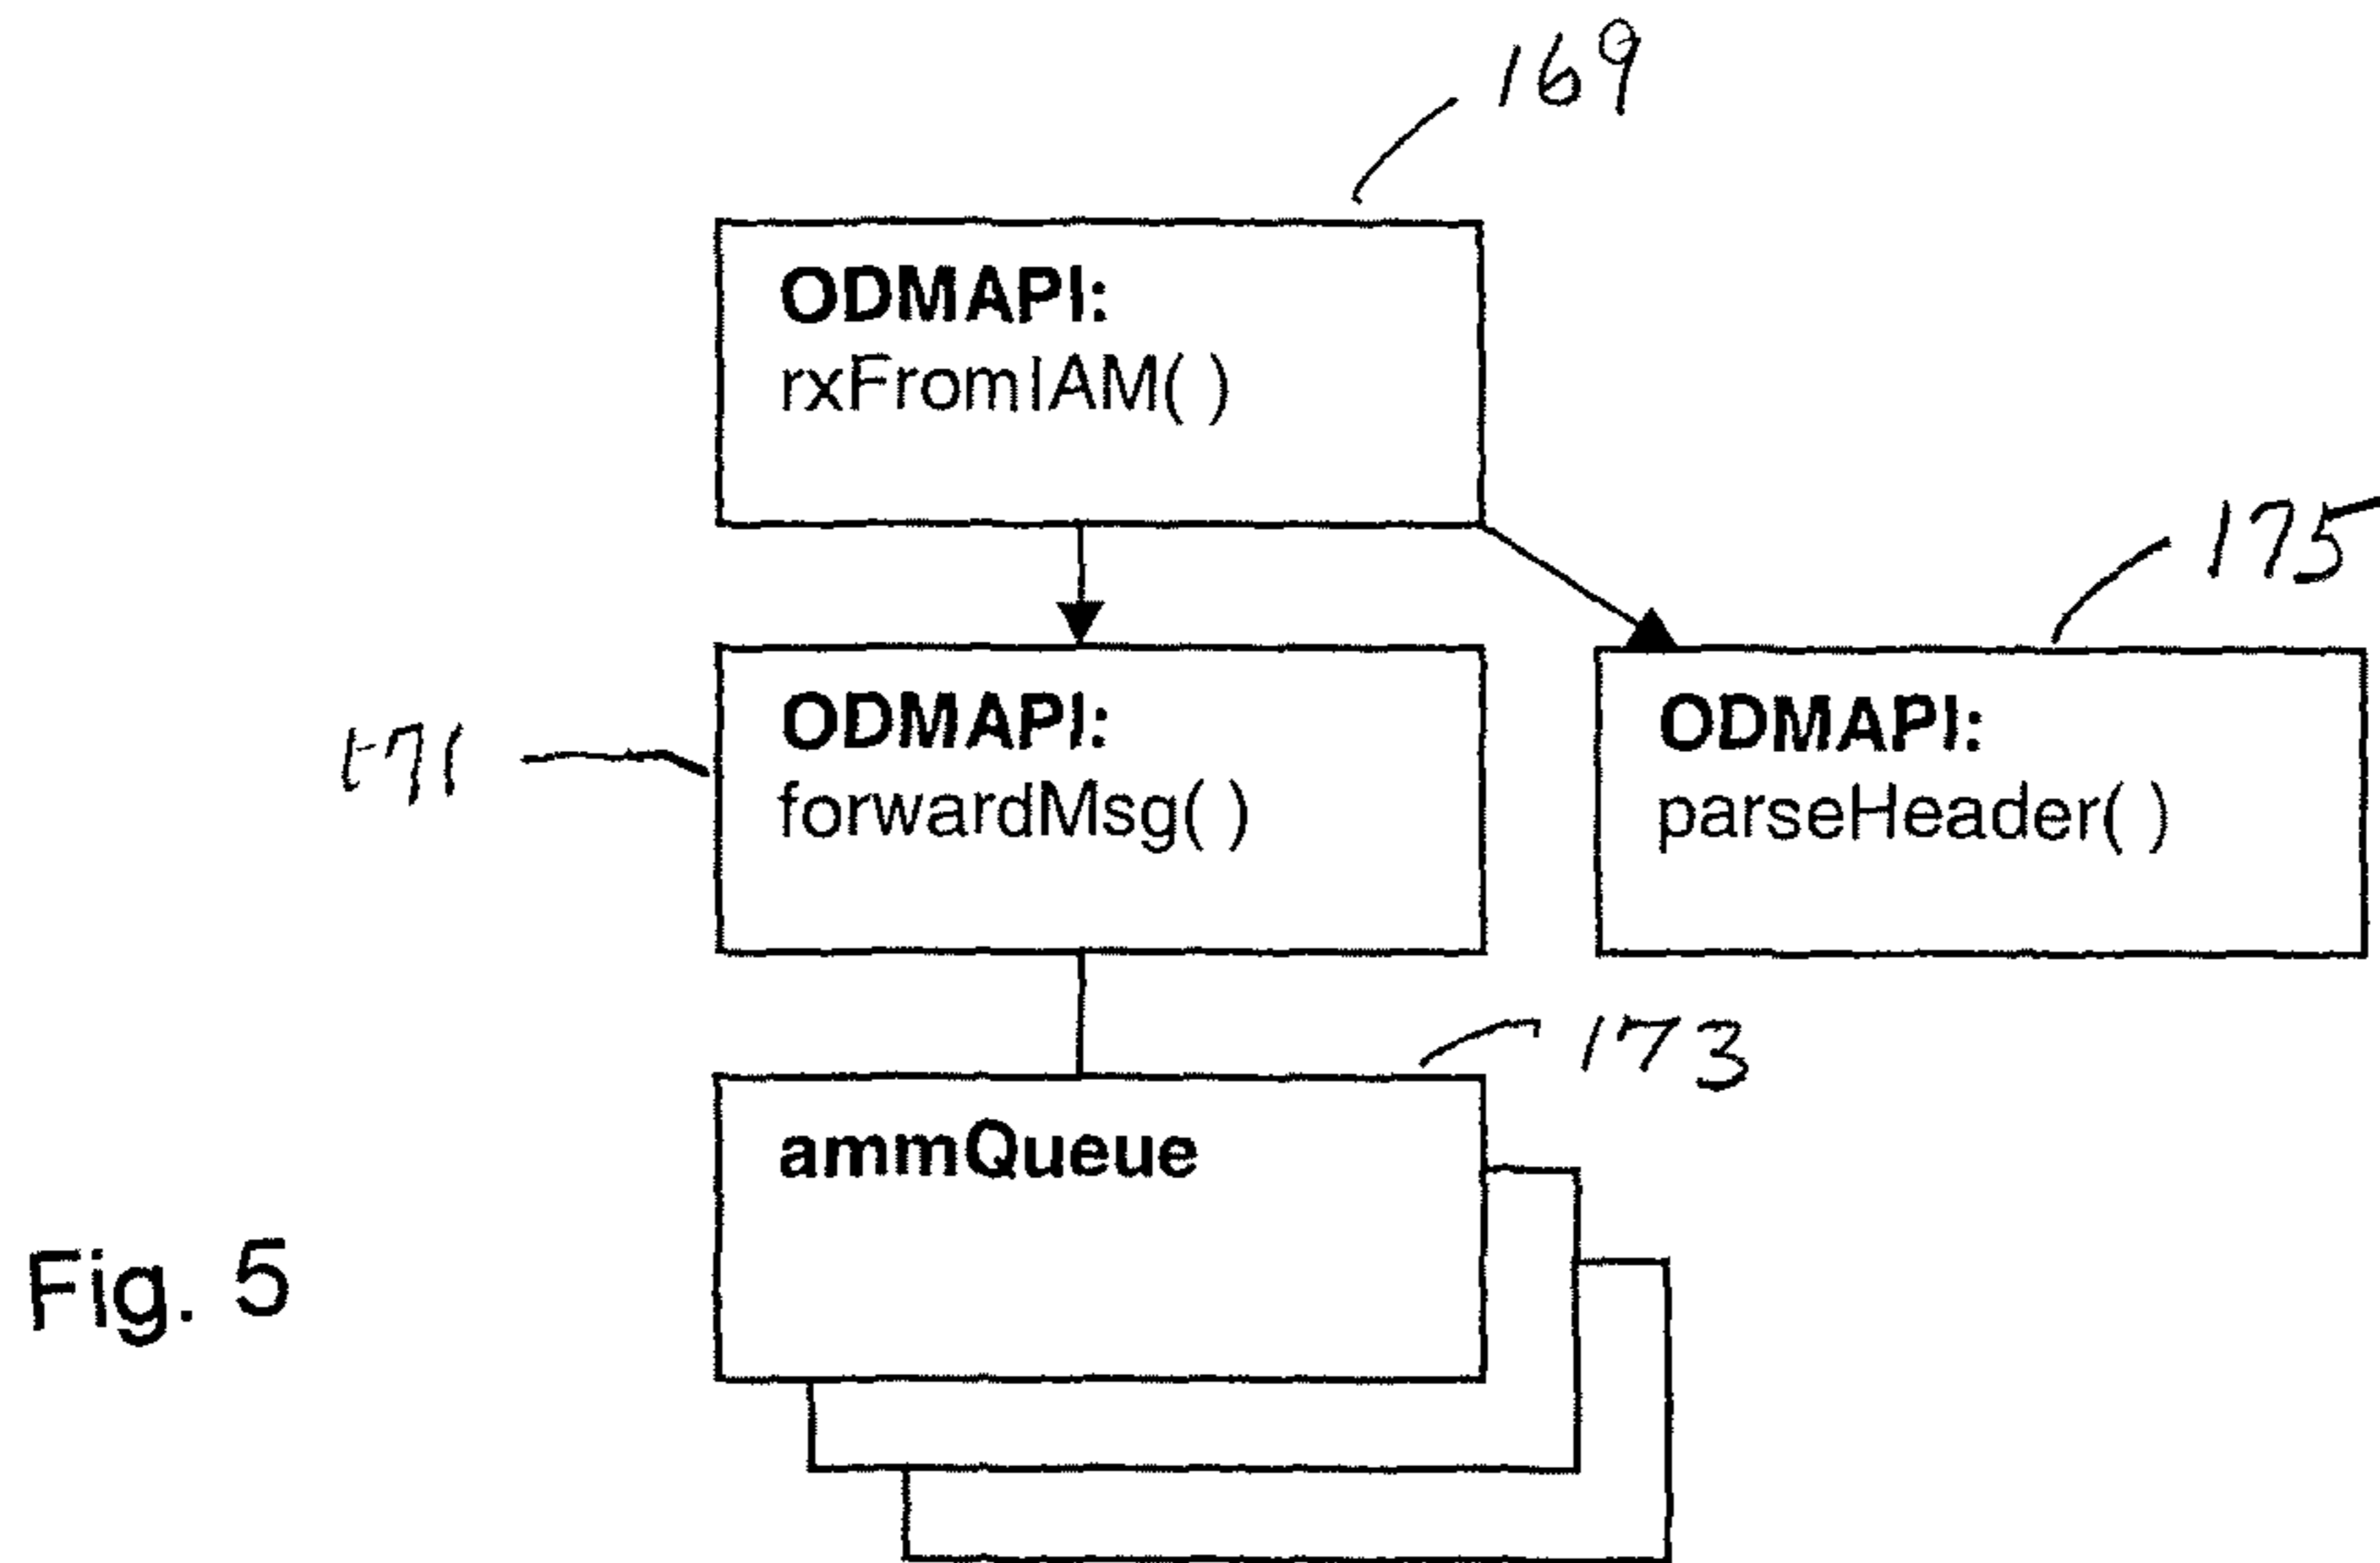 169
ODMAPI:
rxFromIAM( )
175
171
ODMAPI:
forwardMsg( )
ODMAPI:
parseHeader( )
173
ammQueue
Fig. 5